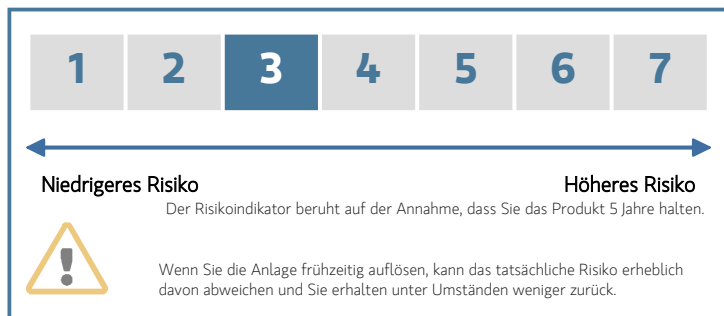 1 2 3 4 5 6 7
Niedrigeres Risiko Höheres Risiko
Der Risikoindikator beruht auf der Annahme, dass Sie das Produkt 5 Jahre halten.
Wenn Sie die Anlage frühzeitig auflösen, kann das tatsächliche Risiko erheblich
davon abweichen und Sie erhalten unter Umständen weniger zurück.